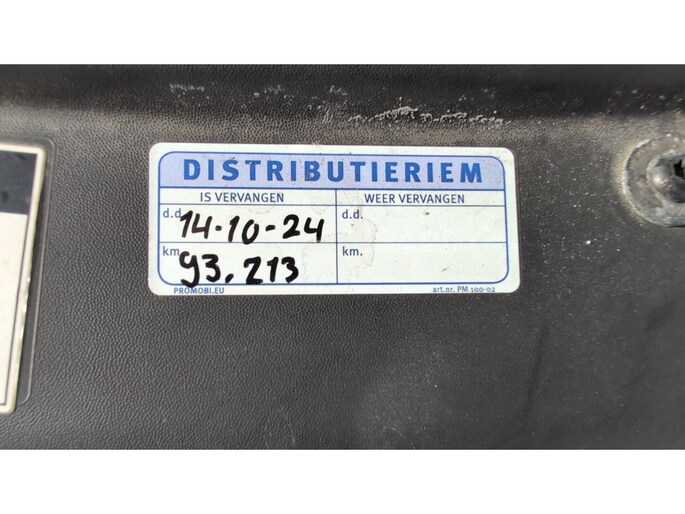 DISTRIBUTIERIEM
IS VERVANGEN WEER VERVANGEN
d.d. 14-10-24 d.d.
km. 93.213 km.
PROMOBI.EU art.nr. PM 100-02